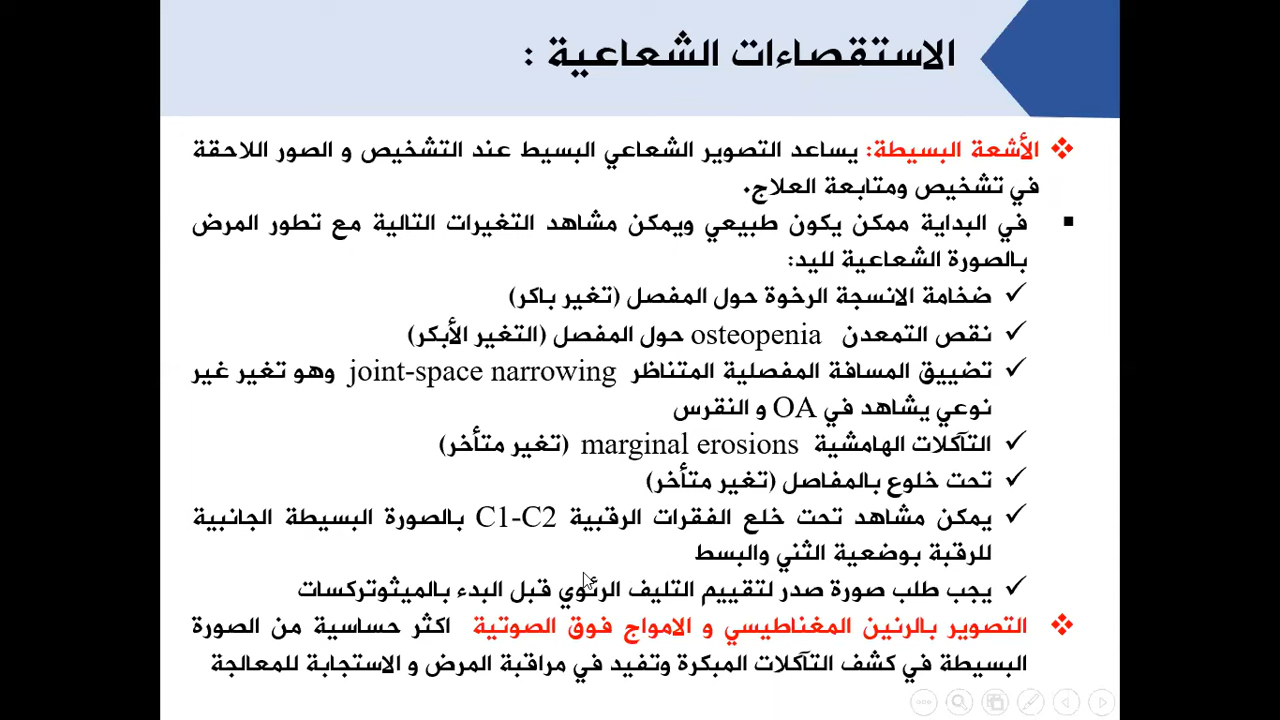 الاستقصاءات الشعاعية :
❖ الأشعة البسيطة: يساعد التصوير الشعاعي البسيط عند التشخيص و الصور اللاحقة
في تشخيص ومتابعة العلاج.
▪ في البداية ممكن يكون طبيعي ويمكن مشاهد التغيرات التالية مع تطور المرض
بالصورة الشعاعية لليد:
✓ ضخامة الانسجة الرخوة حول المفصل (تغير باكر)
✓ نقص التمعدن osteopenia حول المفصل (التغير الأبكر)
✓ تضييق المسافة المفصلية المتناظر joint-space narrowing وهو تغير غير
نوعي يشاهد في OA و النقرس
✓ التآكلات الهامشية marginal erosions (تغير متأخر)
✓ تحت خلوع بالمفاصل (تغير متأخر)
✓ يمكن مشاهد تحت خلع الفقرات الرقبية C1-C2 بالصورة البسيطة الجانبية
للرقبة بوضعية الثني والبسط
✓ يجب طلب صورة صدر لتقييم التليف الرئوي قبل البدء بالميثوتركسات
❖ التصوير بالرنين المغناطيسي و الامواج فوق الصوتية اكثر حساسية من الصورة
البسيطة في كشف التآكلات المبكرة وتفيد في مراقبة المرض و الاستجابة للمعالجة